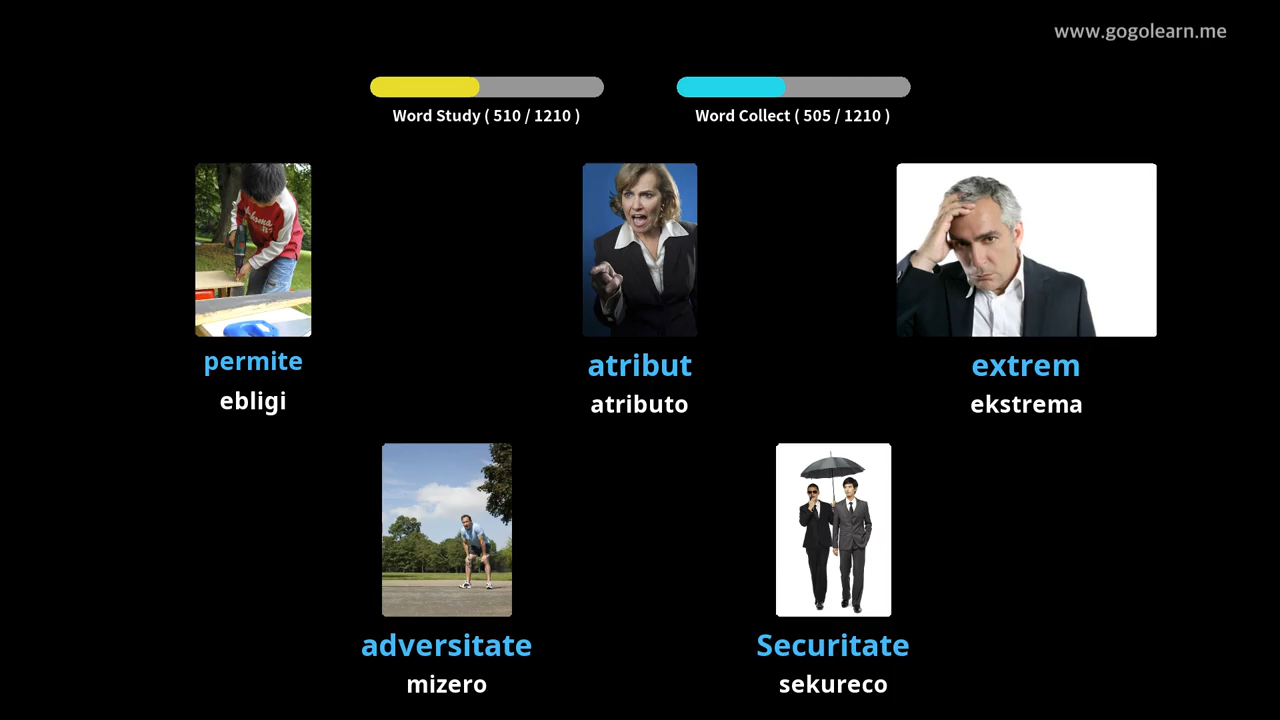 www.gogolearn.me
Word Study ( 510 / 1210 )
Word Collect ( 505 / 1210 )
permite
ebligi
atribut
atributo
extrem
ekstrema
adversitate
mizero
Securitate
sekureco